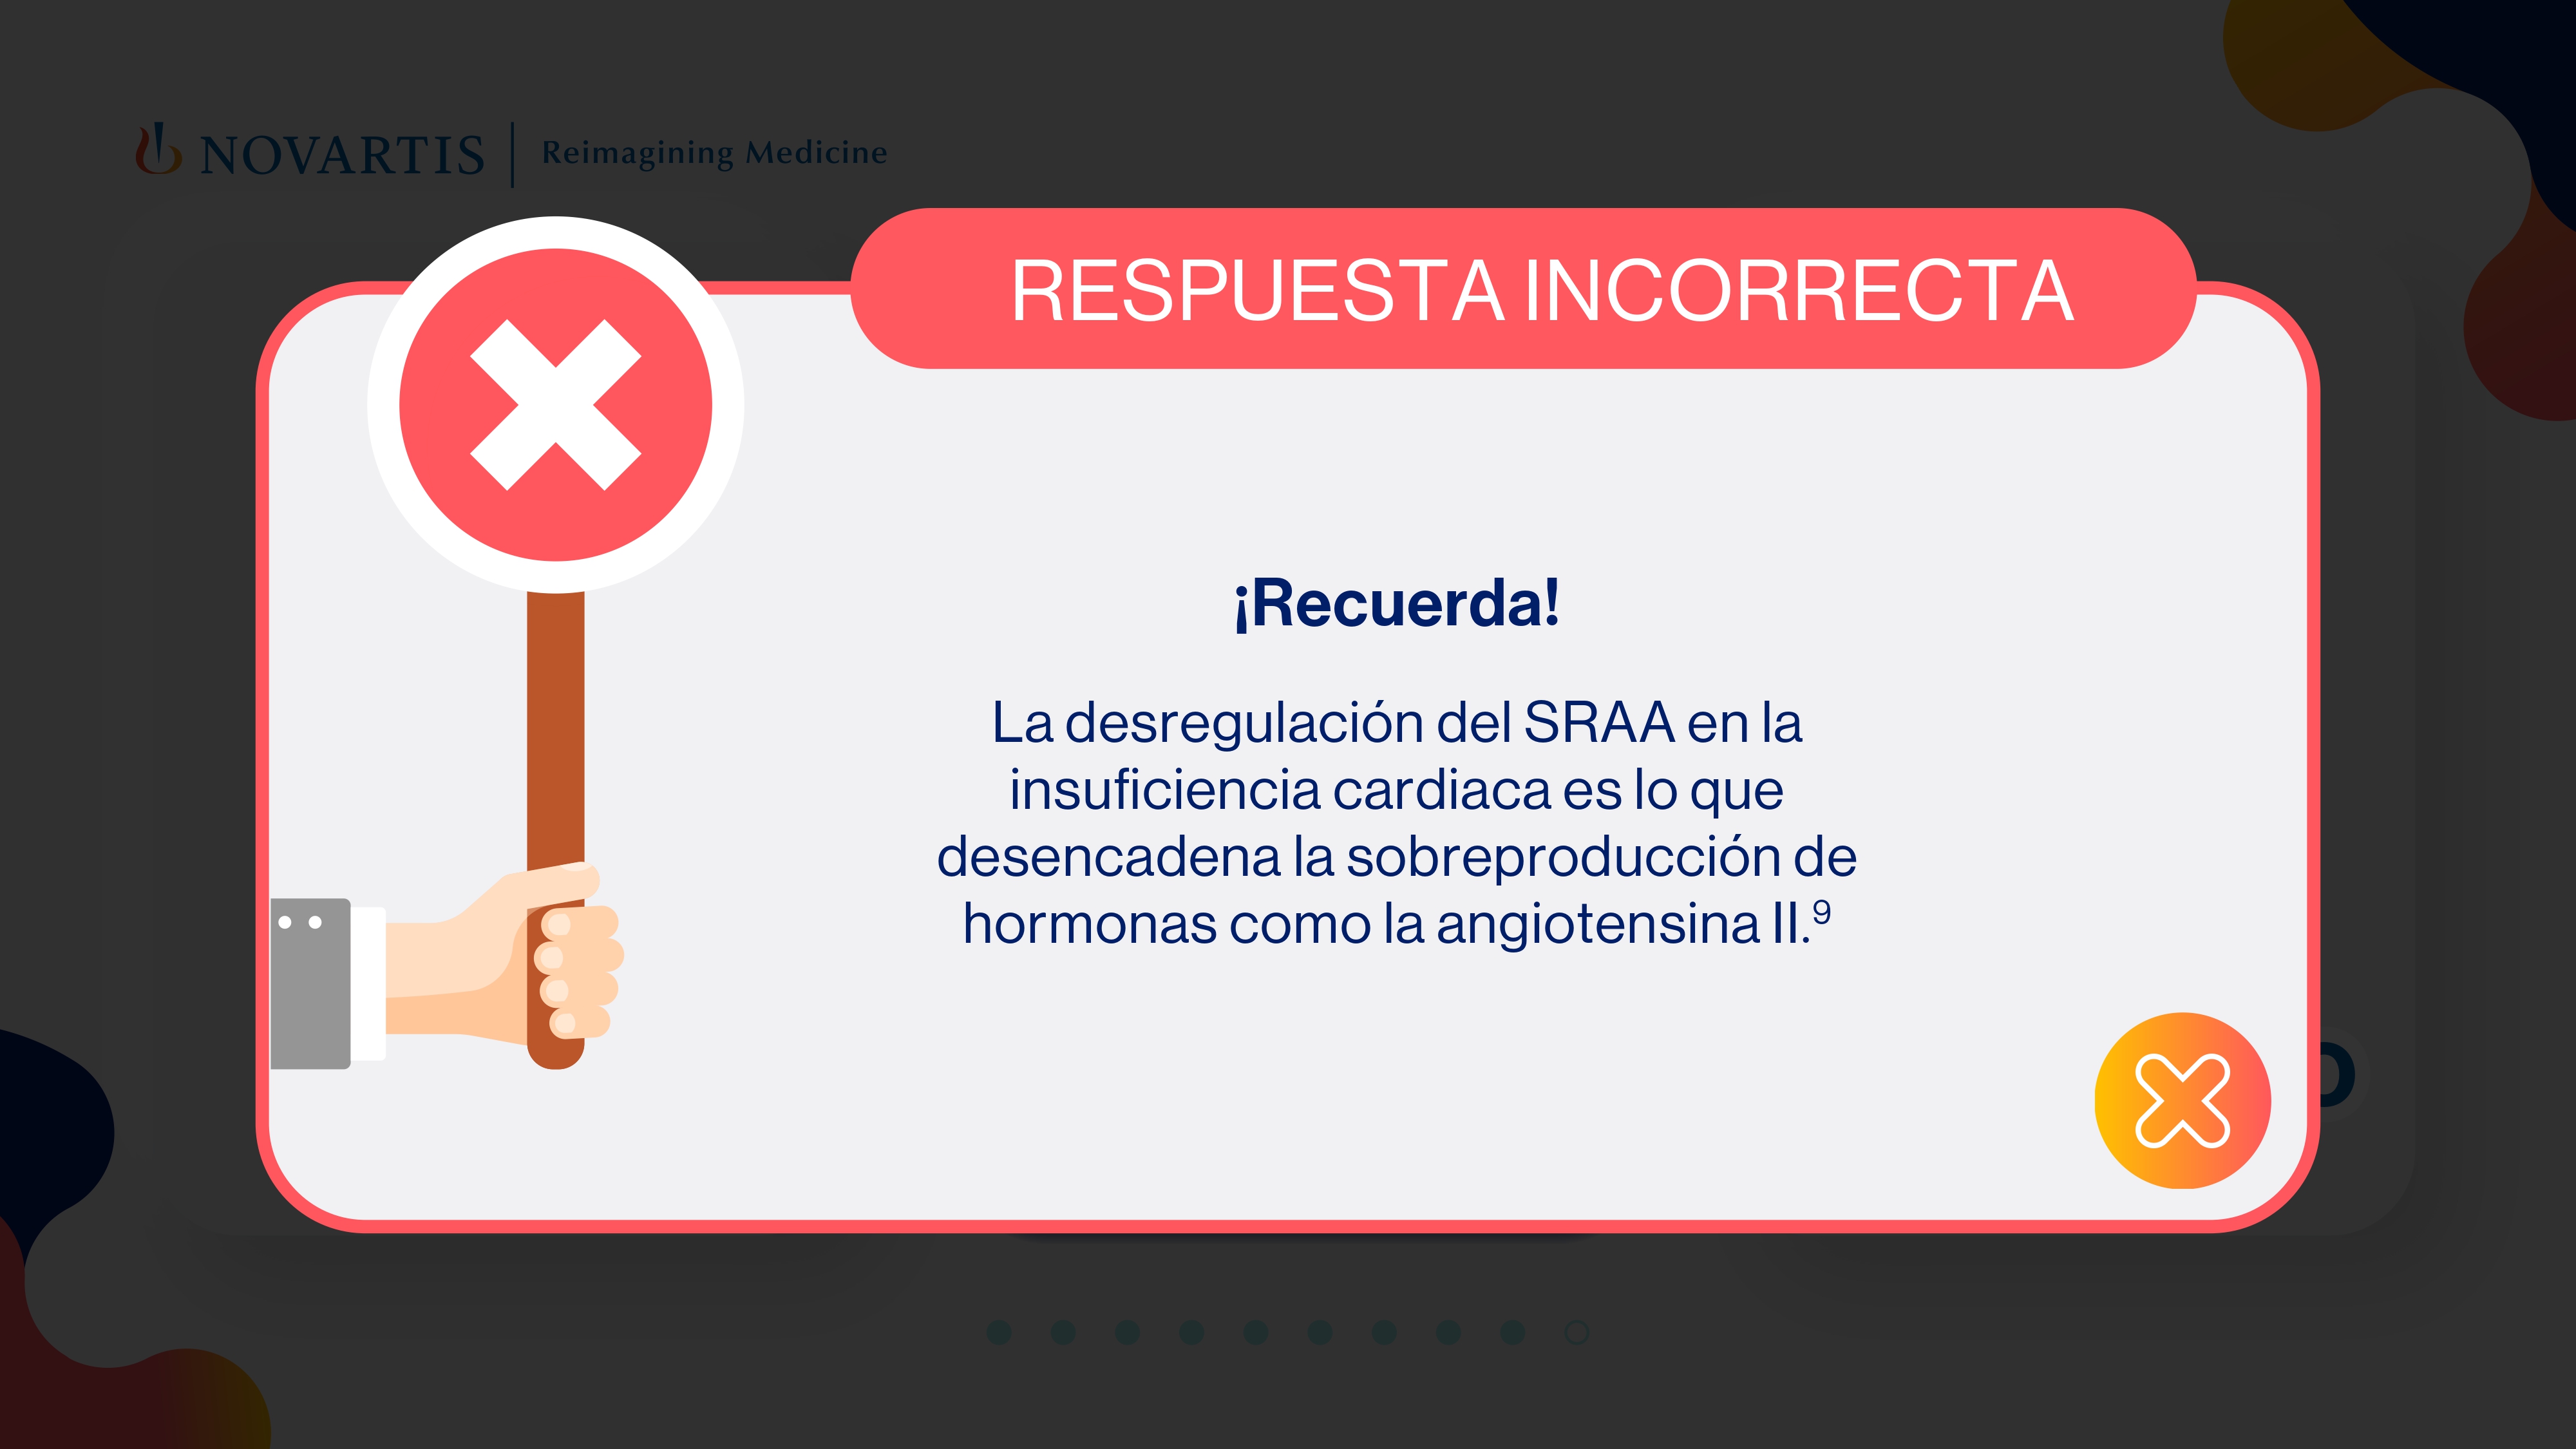 NOVARTIS | Reimagining Medicine
RESPUESTA INCORRECTA
¡Recuerda!
La desregulación del SRAA en la
insuficiencia cardiaca es lo que
desencadena la sobreproducción de
hormonas como la angiotensina II.⁹